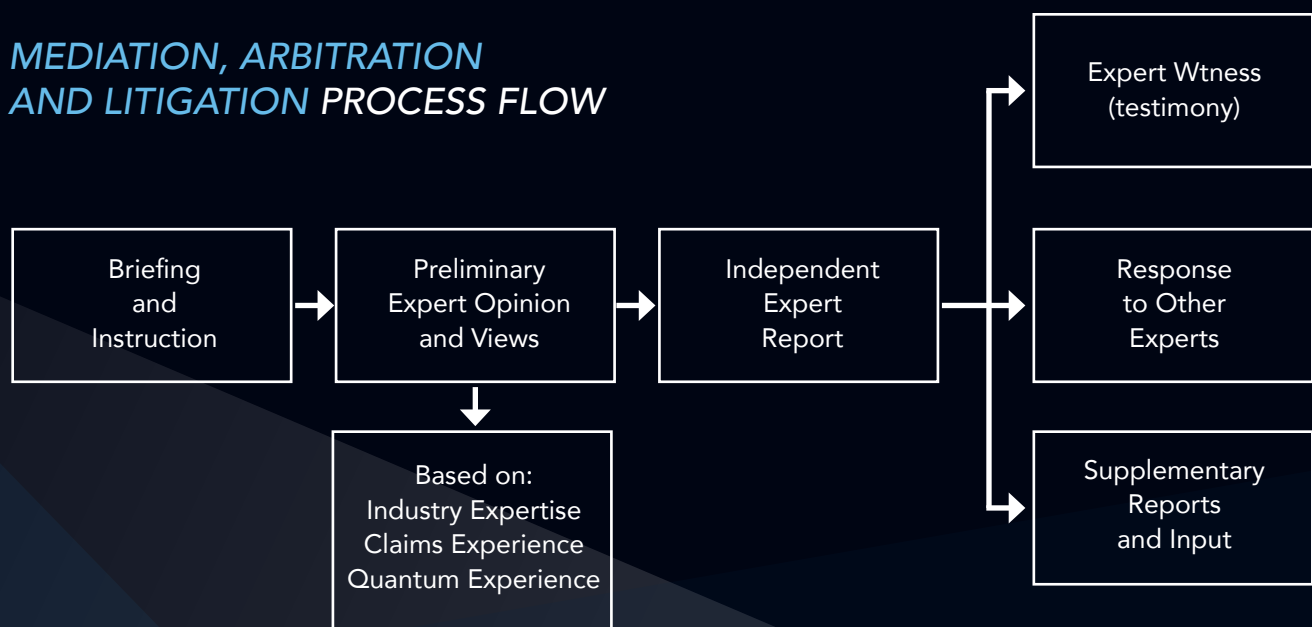 MEDIATION, ARBITRATION
AND LITIGATION PROCESS FLOW
Briefing
and
Instruction
Preliminary
Expert Opinion
and Views
Based on:
Industry Expertise
Claims Experience
Quantum Experience
Independent
Expert
Report
Expert Wtness
(testimony)
Response
to Other
Experts
Supplementary
Reports
and Input